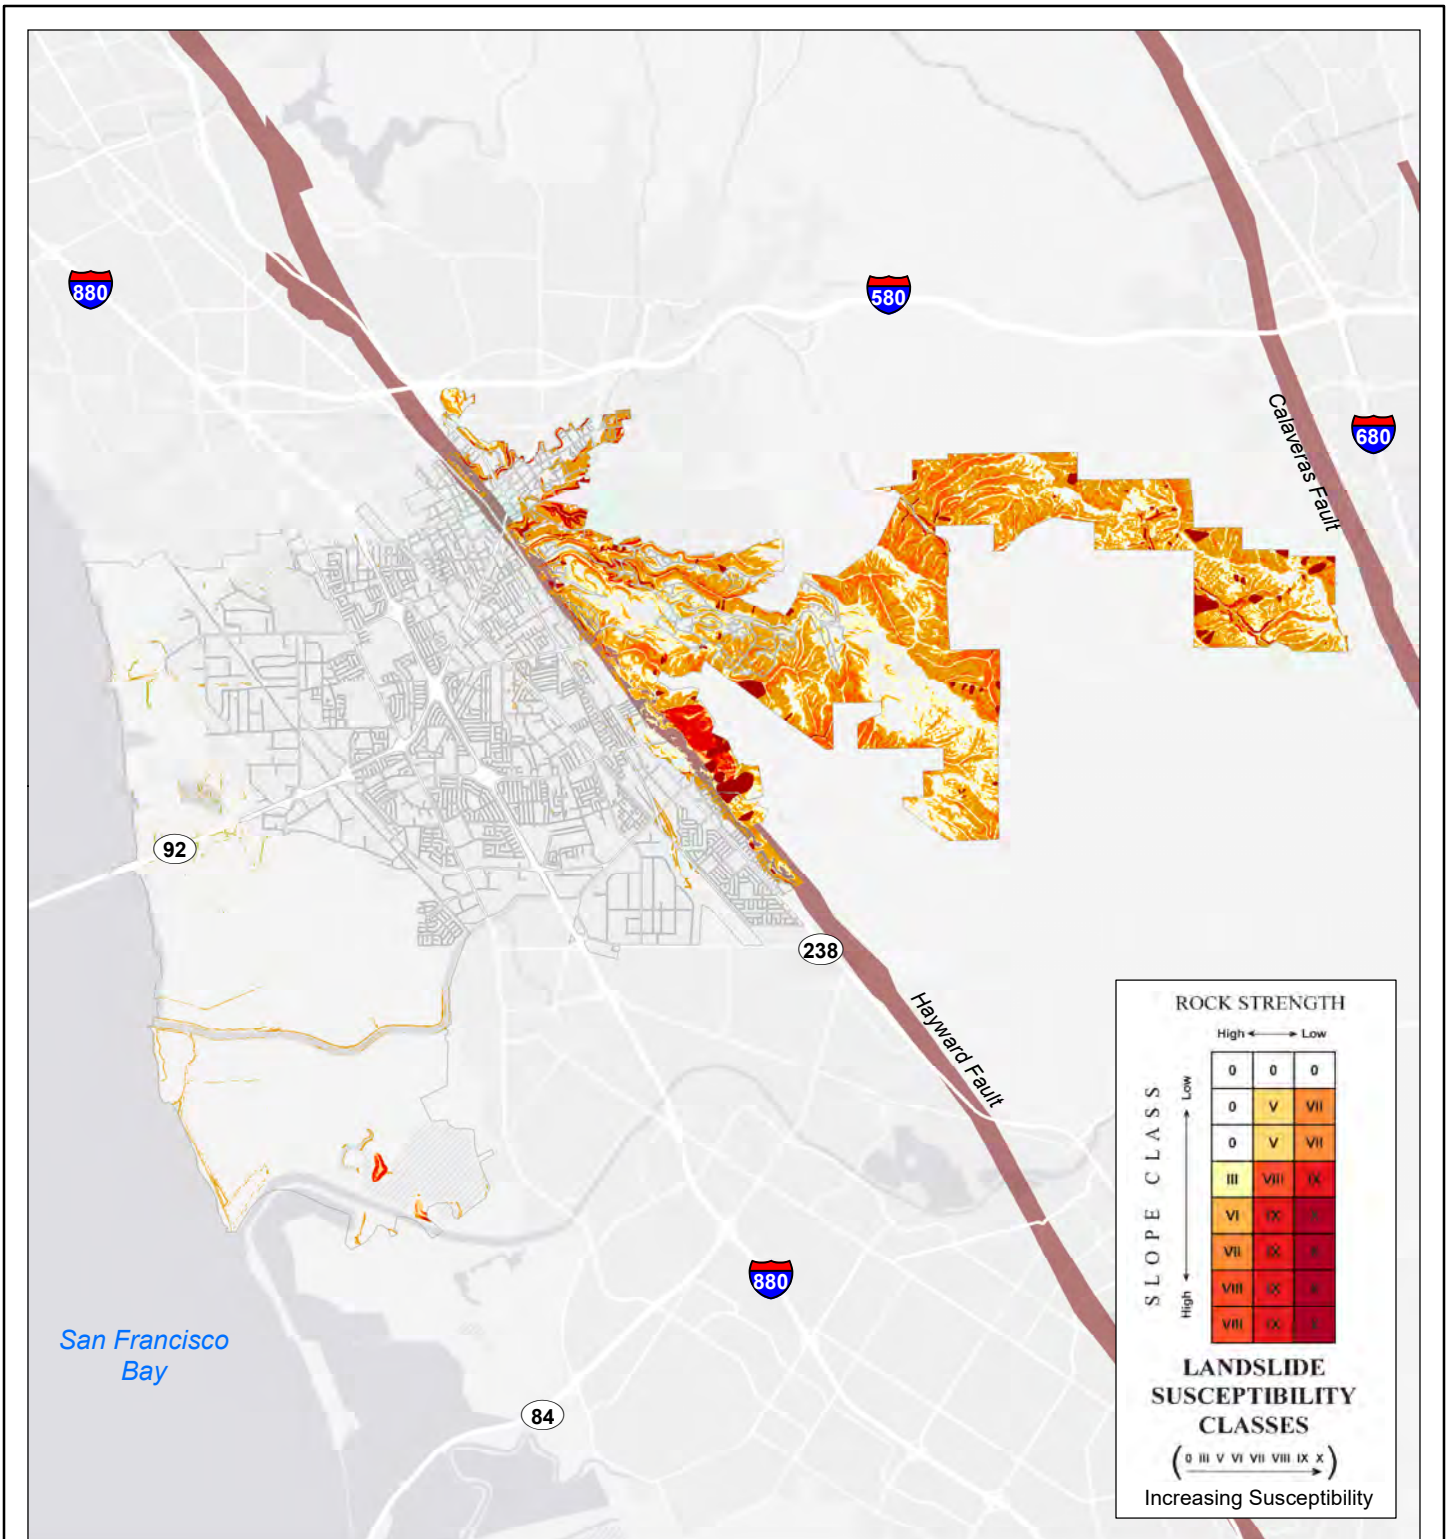 880
580
Calaveras Fault
680
92
238
Hayward Fault
880
San Francisco
Bay
84
ROCK STRENGTH
High Low
SLOPE CLASS
Low
High
0 0 0
0 V VII
0 V VII
III VIII IX
VI IX X
VII IX X
VIII IX X
VIII IX X
LANDSLIDE
SUSCEPTIBILITY
CLASSES
(0 III V VI VII VIII IX X)
Increasing Susceptibility